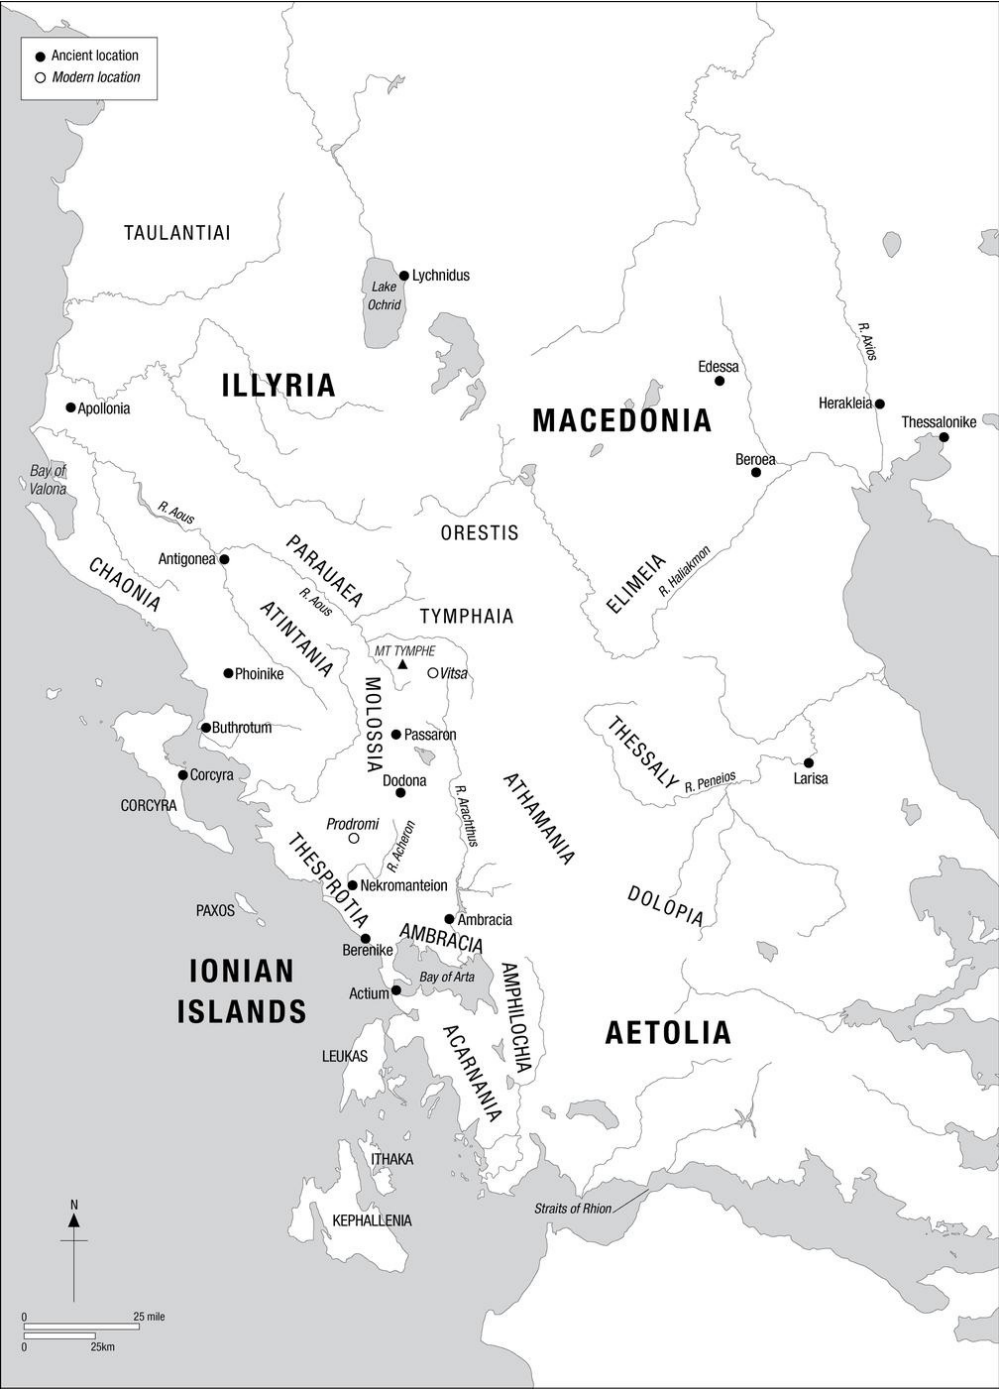 Ancient location
Modern location
TAULANTIAI
Lychnidus
Lake
Ochrid
R. Axios
Edessa
ILLYRIA
Apollonia
MACEDONIA
Herakleia
Thessalonike
Beroea
Bay of
Valona
R. Aous
ORESTIS
Antigonea
PARAUAEA
CHAONIA
R. Aous
ELIMEIA
R. Haliakmon
ATINTANIA
TYMPHAIA
MT TYMPHE
Phoinike
Vitsa
MOLOSSIA
Buthrotum
Passaron
THESSALY
Corcyra
Dodona
R. Peneios
Larisa
CORCYRA
ATHAMANIA
R. Arachthus
Prodromi
R. Acheron
THESPROTIA
Nekromanteion
DOLOPIA
PAXOS
Ambracia
AMBRACIA
Berenike
IONIAN
ISLANDS
Bay of Arta
Actium
AMPHILOCHIA
AETOLIA
LEUKAS
ACARNANIA
ITHAKA
KEPHALLENIA
Straits of Rhion
N
0 25 mile
0 25km